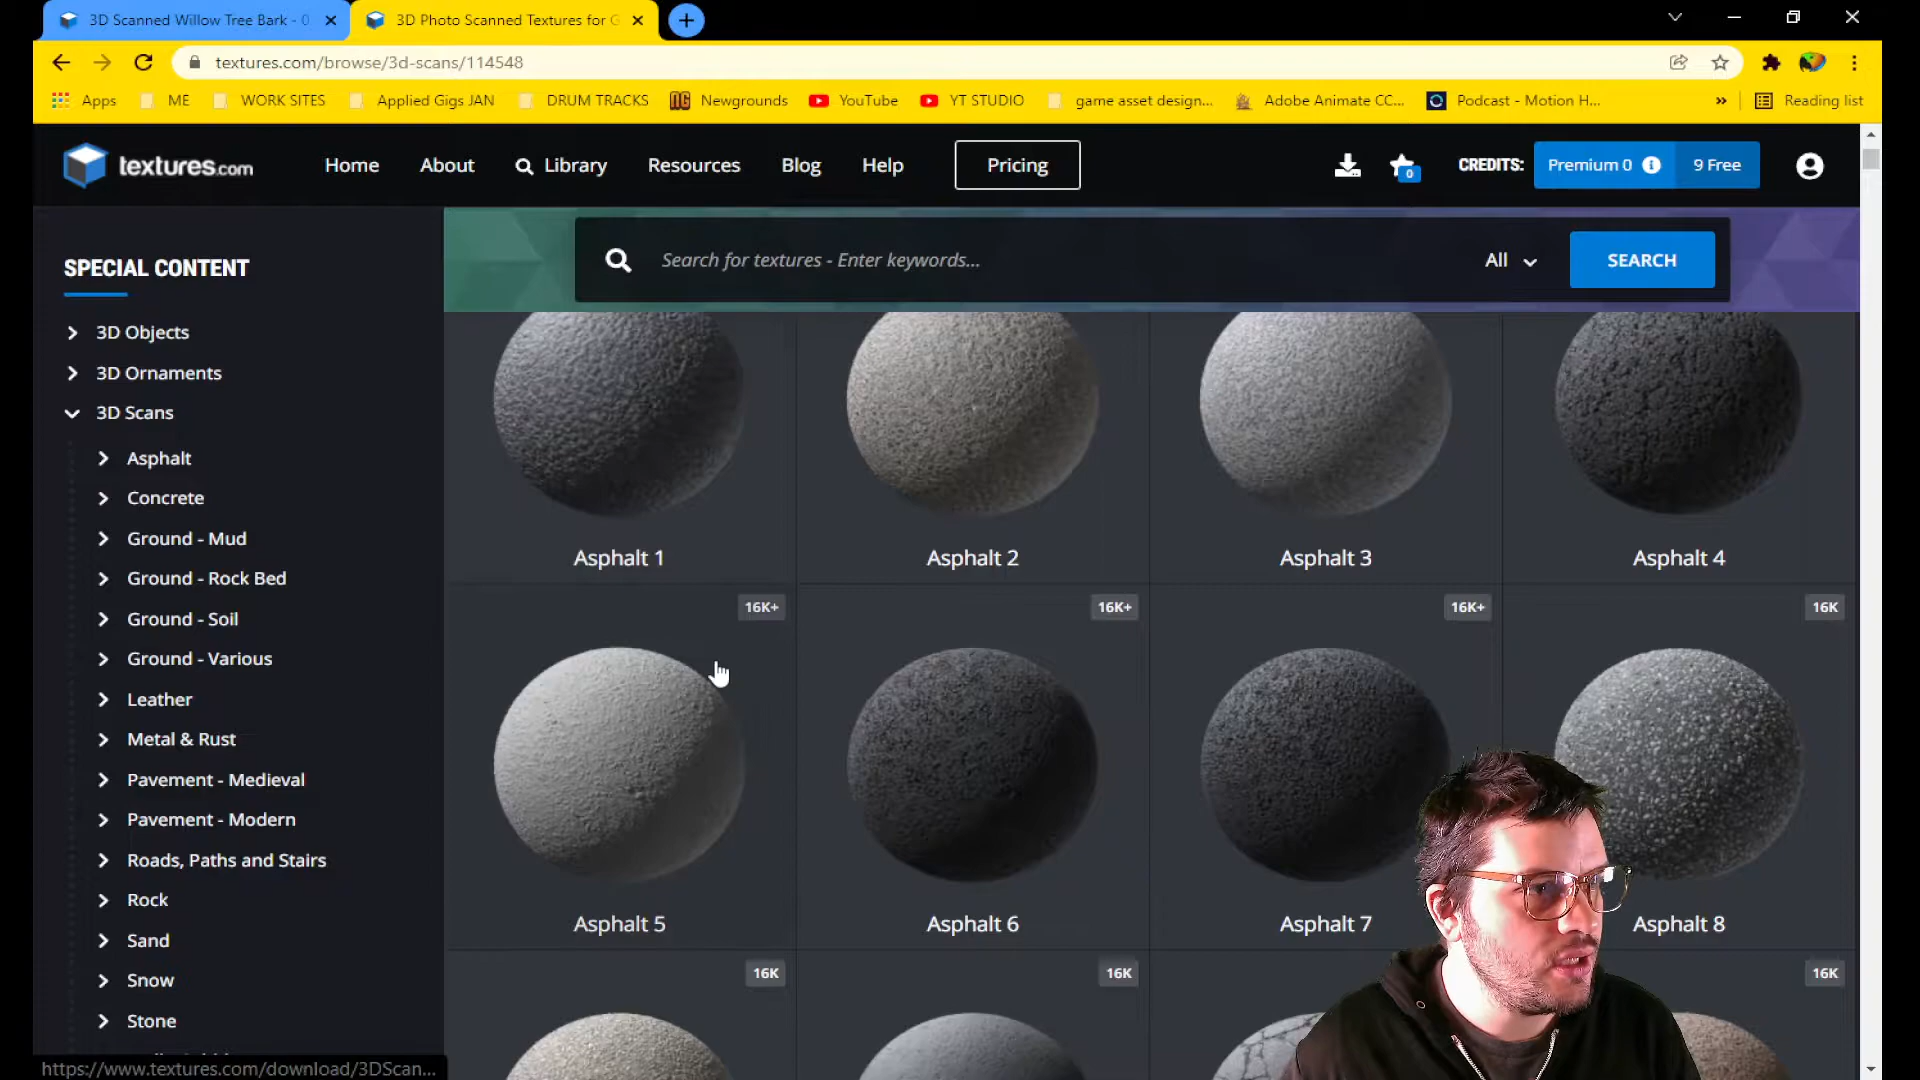 3D Scanned Willow Tree Bark - 0
3D Photo Scanned Textures for G
textures.com/browse/3d-scans/114548
Apps
ME
WORK SITES
Applied Gigs JAN
DRUM TRACKS
NG
Newgrounds
YouTube
YT STUDIO
game asset design...
Adobe Animate CC...
Podcast - Motion H...
»
Reading list
textures.com
Home
About
Library
Resources
Blog
Help
Pricing
0
CREDITS:
Premium 0
9 Free
SPECIAL CONTENT
Search for textures - Enter keywords...
All
SEARCH
3D Objects
3D Ornaments
3D Scans
Asphalt
Concrete
Ground - Mud
Ground - Rock Bed
Ground - Soil
Ground - Various
Leather
Metal & Rust
Pavement - Medieval
Pavement - Modern
Roads, Paths and Stairs
Rock
Sand
Snow
Stone
Asphalt 1
Asphalt 2
Asphalt 3
Asphalt 4
16K+
16K+
16K+
16K
Asphalt 5
Asphalt 6
Asphalt 7
Asphalt 8
16K
16K
16K
https://www.textures.com/download/3DScan...